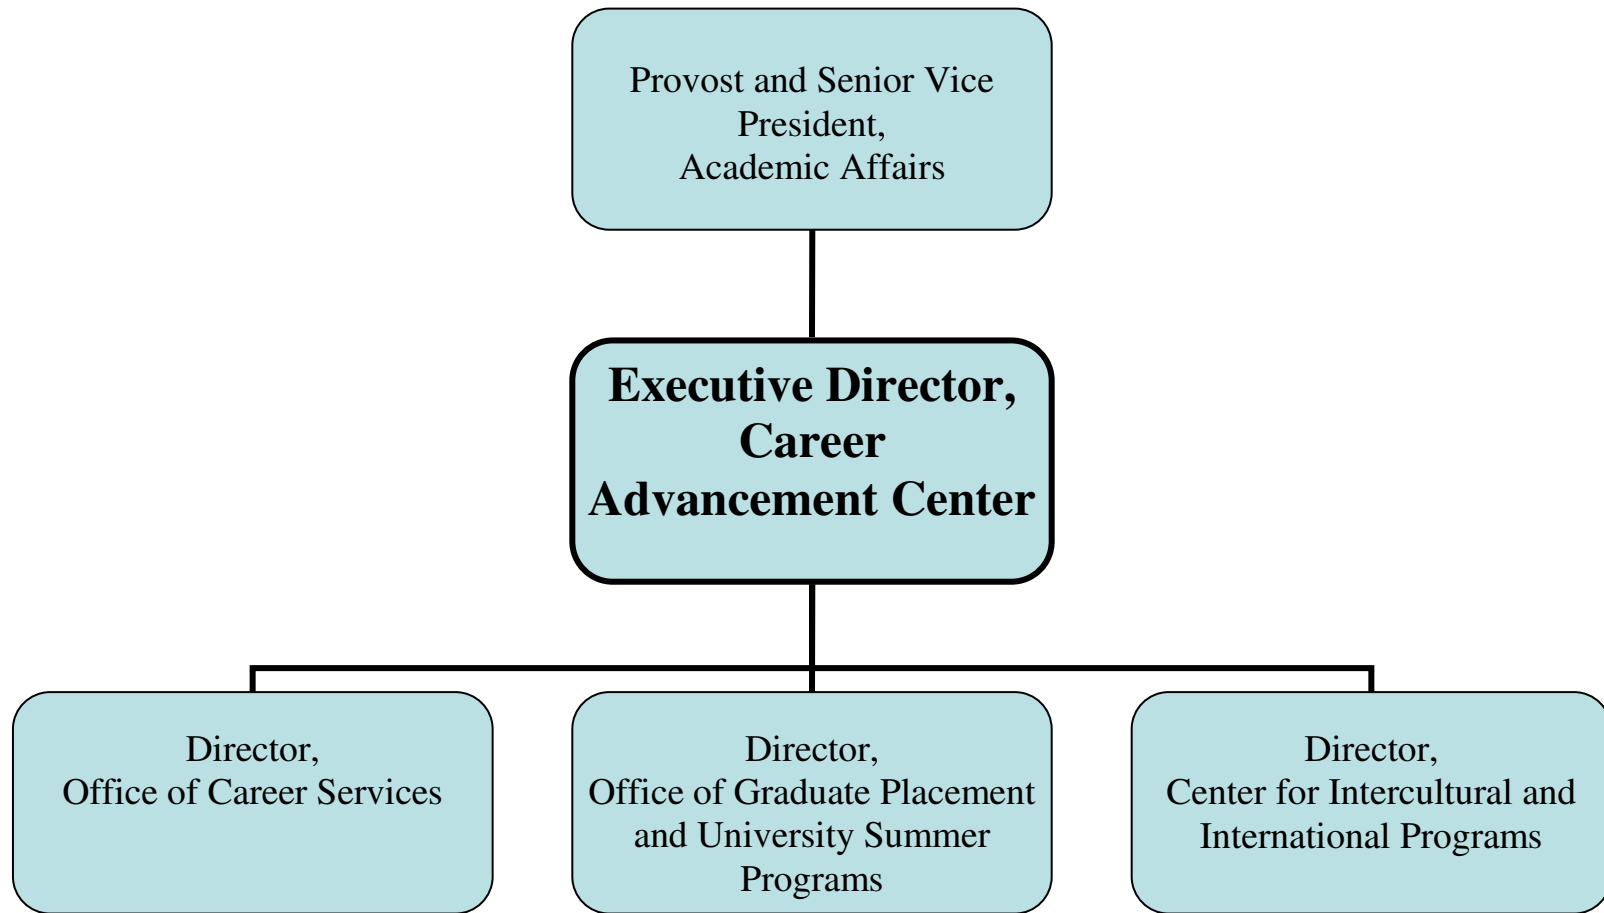 Provost and Senior Vice
President,
Academic Affairs
Executive Director,
Career
Advancement Center
Director,
Office of Career Services
Director,
Office of Graduate Placement
and University Summer
Programs
Director,
Center for Intercultural and
International Programs